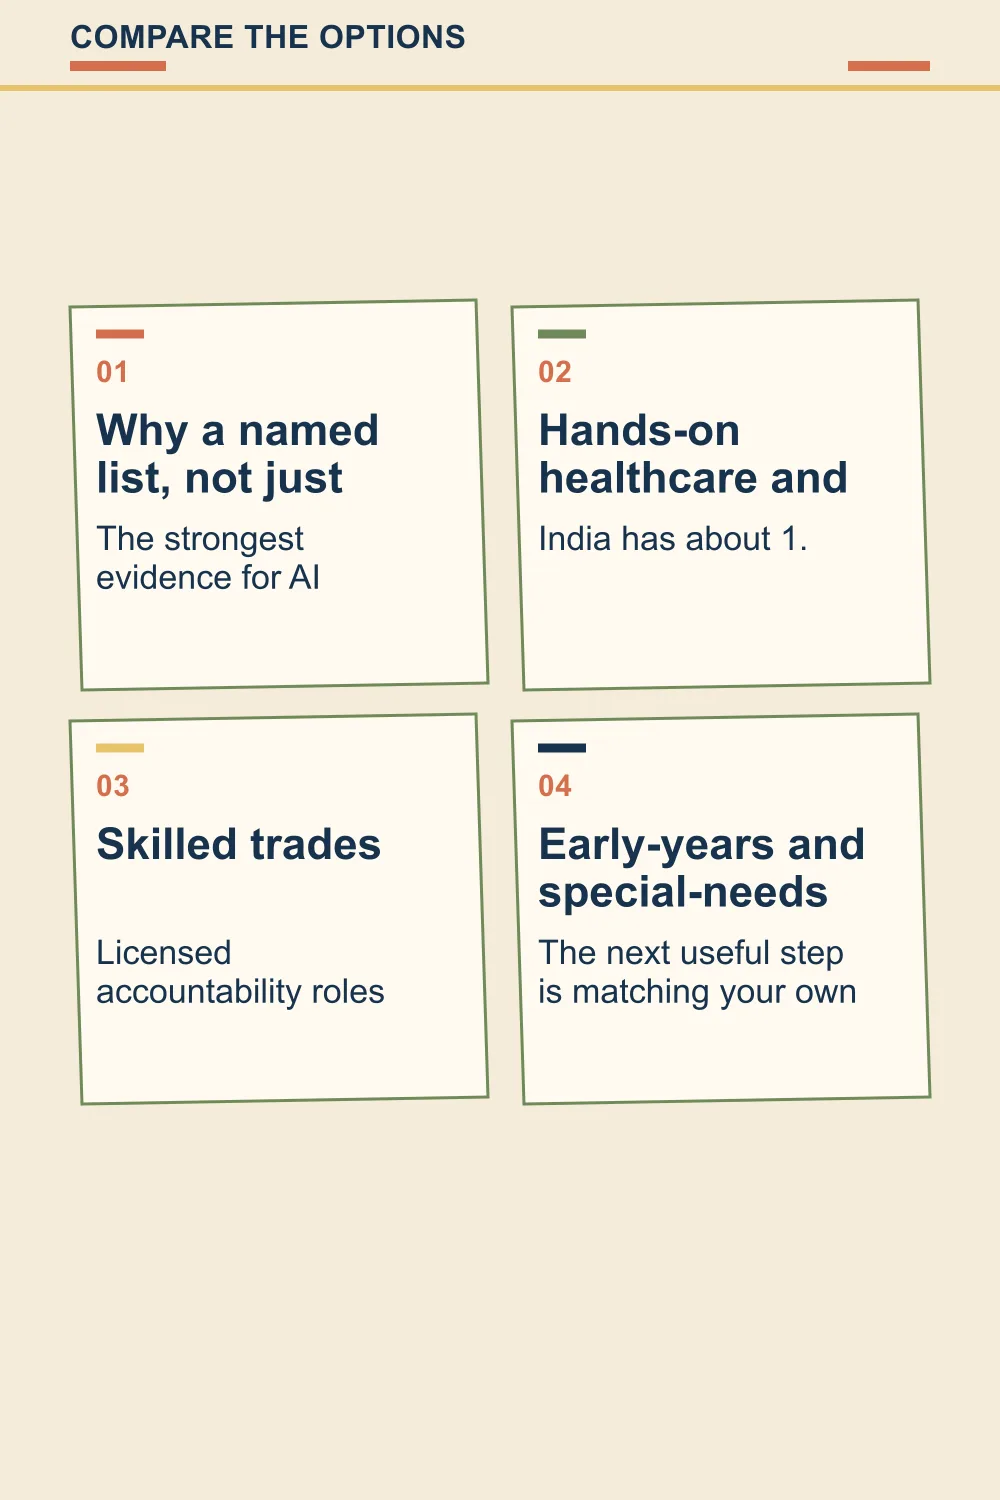 COMPARE THE OPTIONS
01
Why a named
list, not just
The strongest
evidence for AI
02
Hands-on
healthcare and
India has about 1.
03
Skilled trades
Licensed
accountability roles
04
Early-years and
special-needs
The next useful step
is matching your own